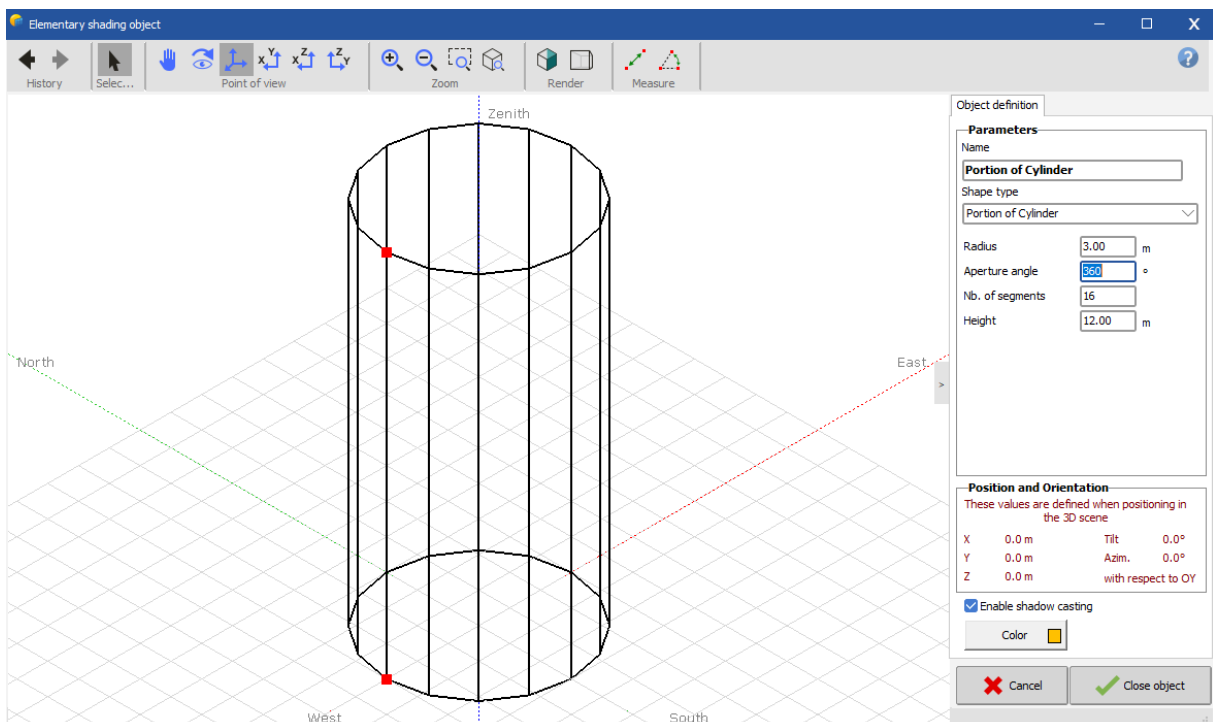 Elementary shading object
X
History
Selec...
Point of view
Zoom
Render
Measure
?
Zenith
North
East
West
South
>
Object definition
Parameters
Name
Portion of Cylinder
Shape type
Portion of Cylinder
Radius 3.00 m
Aperture angle 360 °
Nb. of segments 16
Height 12.00 m
Position and Orientation
These values are defined when positioning in
the 3D scene
X 0.0 m Tilt 0.0°
Y 0.0 m Azim. 0.0°
Z 0.0 m with respect to OY
Enable shadow casting
Color
Cancel
Close object